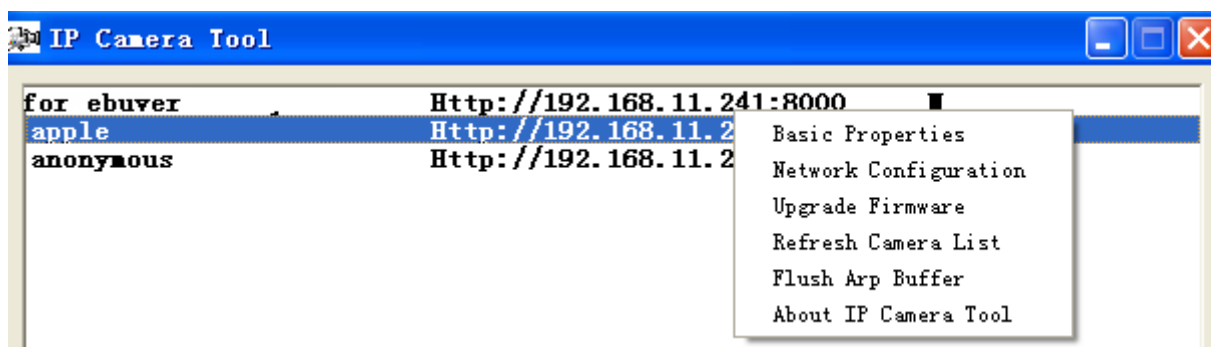 IP Camera Tool
for ebuyer Http://192.168.11.241:8000
apple Http://192.168.11.2
anonymous Http://192.168.11.2
Basic Properties
Network Configuration
Upgrade Firmware
Refresh Camera List
Flush Arp Buffer
About IP Camera Tool